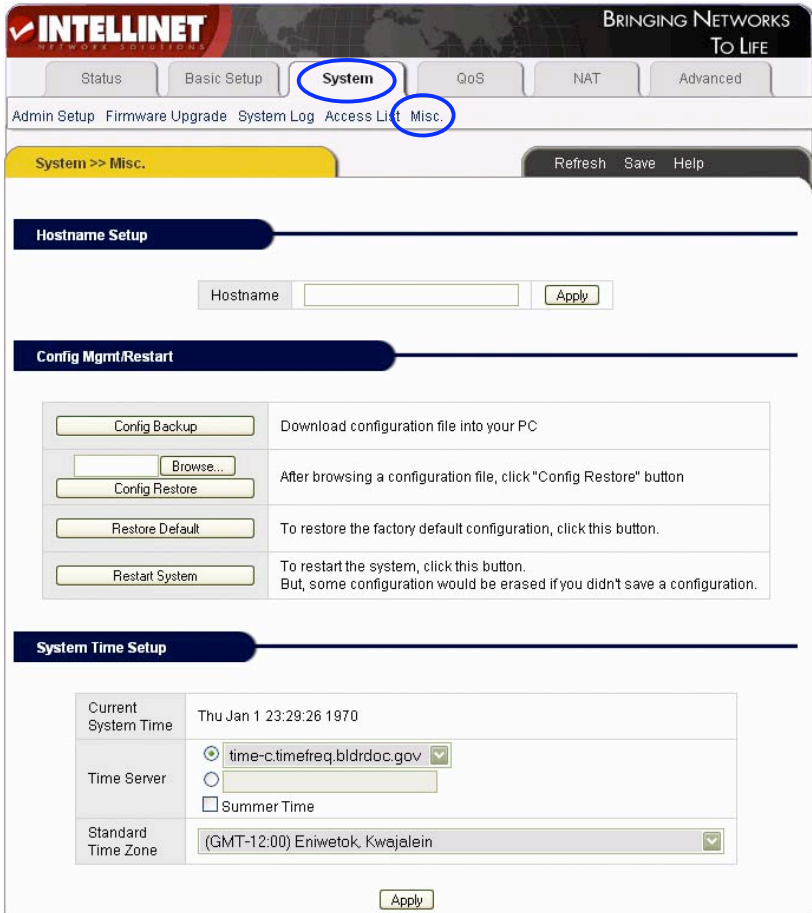 INTELLINET
NETWORK SOLUTIONS
BRINGING NETWORKS
TO LIFE
Status Basic Setup System QoS NAT Advanced
Admin Setup Firmware Upgrade System Log Access List Misc.
System >> Misc. Refresh Save Help
Hostname Setup
Hostname Apply
Config Mgmt/Restart
Config Backup Download configuration file into your PC
Browse...
Config Restore After browsing a configuration file, click "Config Restore" button
Restore Default To restore the factory default configuration, click this button.
Restart System To restart the system, click this button.
But, some configuration would be erased if you didn't save a configuration.
System Time Setup
Current
System Time Thu Jan 1 23:29:26 1970
Time Server time-c.timefreq.bldrdoc.gov
Summer Time
Standard
Time Zone (GMT-12:00) Eniwetok, Kwajalein
Apply